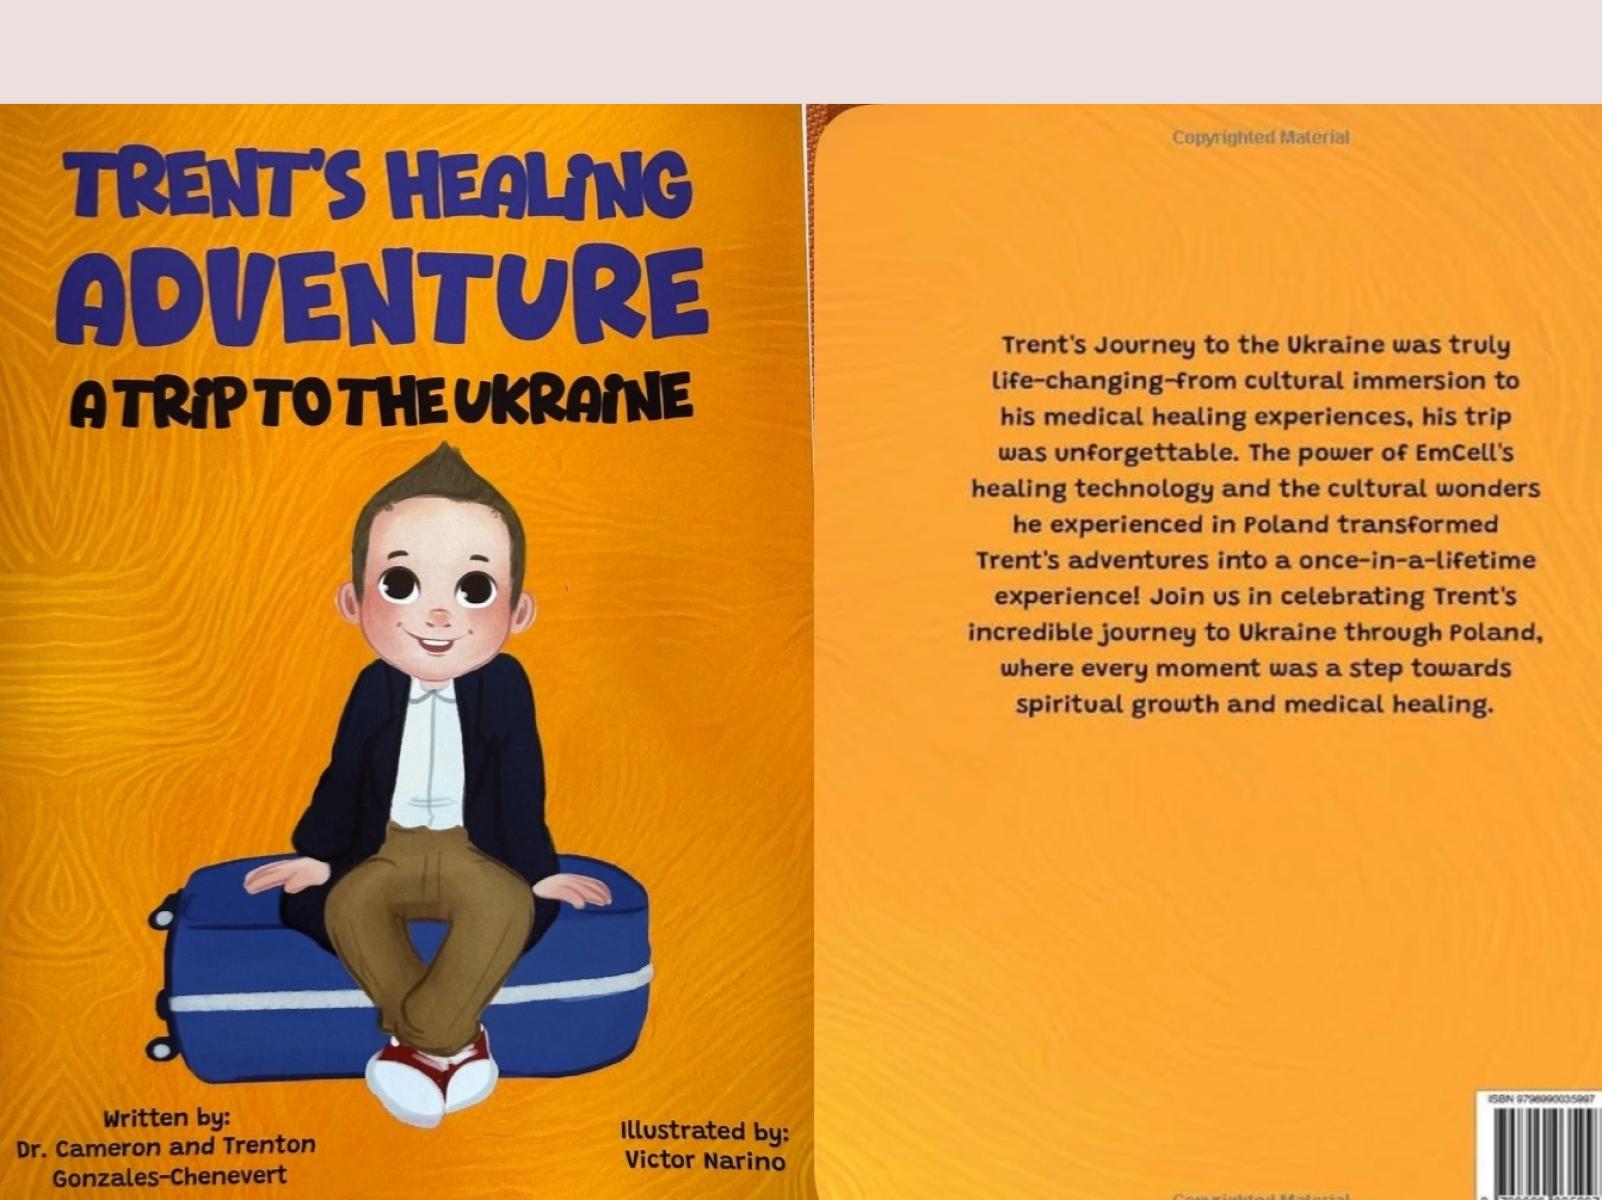 TRENT'S HEALING
ADVENTURE
A TRIP TO THE UKRAINE
Written by:
Dr. Cameron and Trenton
Gonzales-Chenevert
Illustrated by:
Victor Narino
Copyrighted Material
Trent's Journey to the Ukraine was truly
life-changing-from cultural immersion to
his medical healing experiences, his trip
was unforgettable. The power of EmCell's
healing technology and the cultural wonders
he experienced in Poland transformed
Trent's adventures into a once-in-a-lifetime
experience! Join us in celebrating Trent's
incredible journey to Ukraine through Poland,
where every moment was a step towards
spiritual growth and medical healing.
ISBN 9798990035997
Copyrighted Material